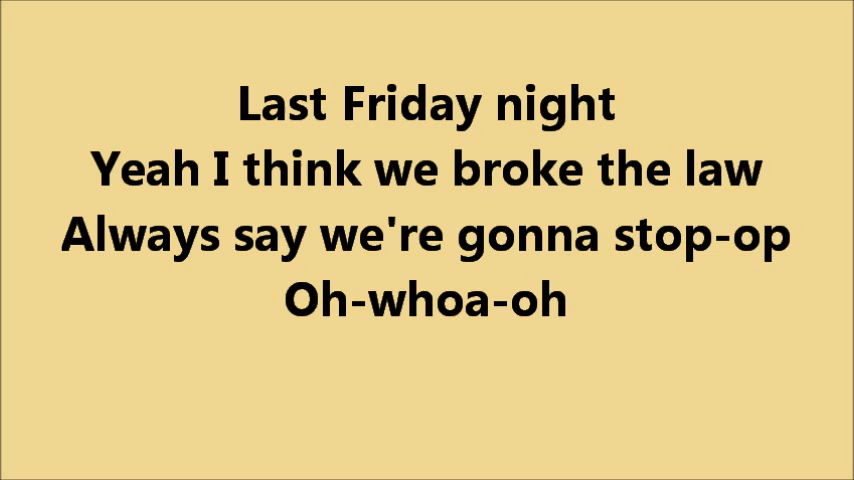 Last Friday night
Yeah I think we broke the law
Always say we're gonna stop-op
Oh-whoa-oh